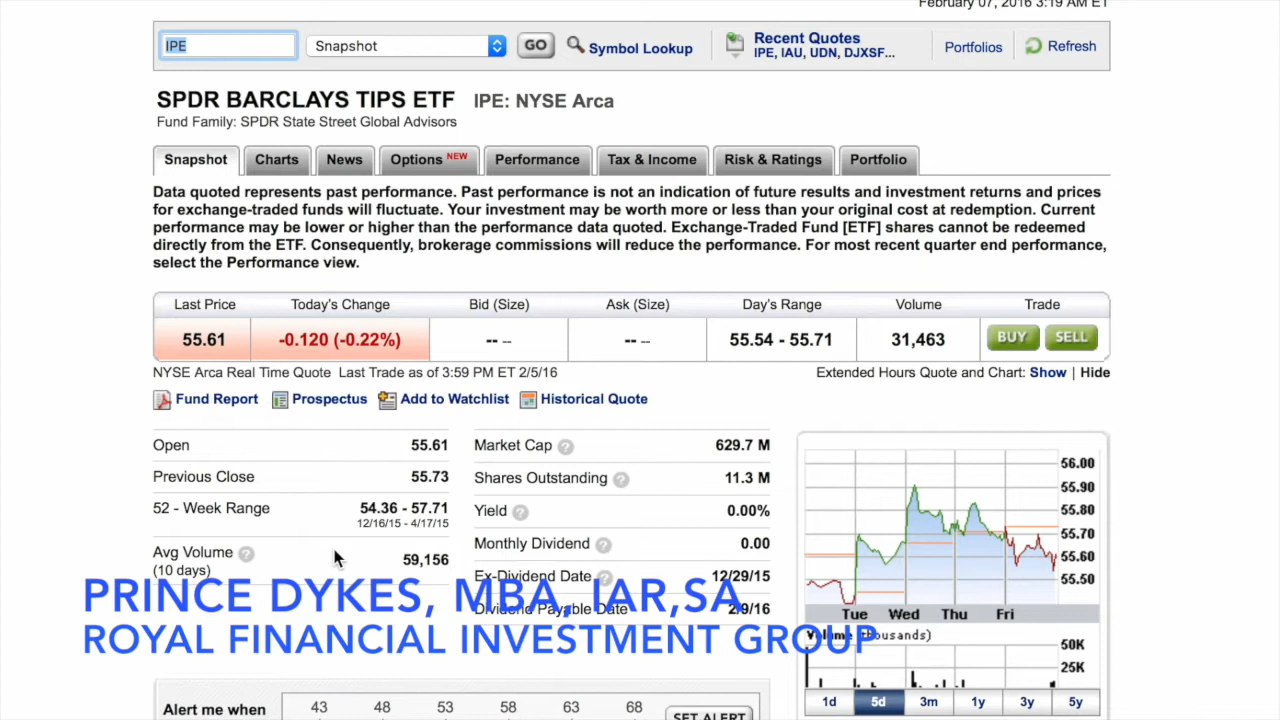 February 07, 2016 3:19 AM ET
IPE Snapshot GO Symbol Lookup Recent Quotes Portfolios Refresh
IPE, IAU, UDN, DJXSF...
SPDR BARCLAYS TIPS ETF IPE: NYSE Arca
Fund Family: SPDR State Street Global Advisors
Snapshot Charts News Options NEW Performance Tax & Income Risk & Ratings Portfolio
Data quoted represents past performance. Past performance is not an indication of future results and investment returns and prices
for exchange-traded funds will fluctuate. Your investment may be worth more or less than your original cost at redemption. Current
performance may be lower or higher than the performance data quoted. Exchange-Traded Fund [ETF] shares cannot be redeemed
directly from the ETF. Consequently, brokerage commissions will reduce the performance. For most recent quarter end performance,
select the Performance view.
Last Price Today's Change Bid (Size) Ask (Size) Day's Range Volume Trade
55.61 -0.120 (-0.22%) -- -- -- -- 55.54 - 55.71 31,463 BUY SELL
NYSE Arca Real Time Quote Last Trade as of 3:59 PM ET 2/5/16 Extended Hours Quote and Chart: Show | Hide
Fund Report Prospectus Add to Watchlist Historical Quote
Open 55.61
Previous Close 55.73
52 - Week Range 54.36 - 57.71
12/16/15 - 4/17/15
Avg Volume ? 59,156
(10 days)
Market Cap ? 629.7 M
Shares Outstanding ? 11.3 M
Yield ? 0.00%
Monthly Dividend ? 0.00
Ex-Dividend Date ? 12/29/15
Dividend Payable Date 2/9/16
56.00
55.90
55.80
55.70
55.60
55.50
Tue Wed Thu Fri
Volume (thousands)
50K
25K
1d 5d 3m 1y 3y 5y
PRINCE DYKES, MBA, IAR,SA
ROYAL FINANCIAL INVESTMENT GROUP
Alert me when 43 48 53 58 63 68 SET ALERT